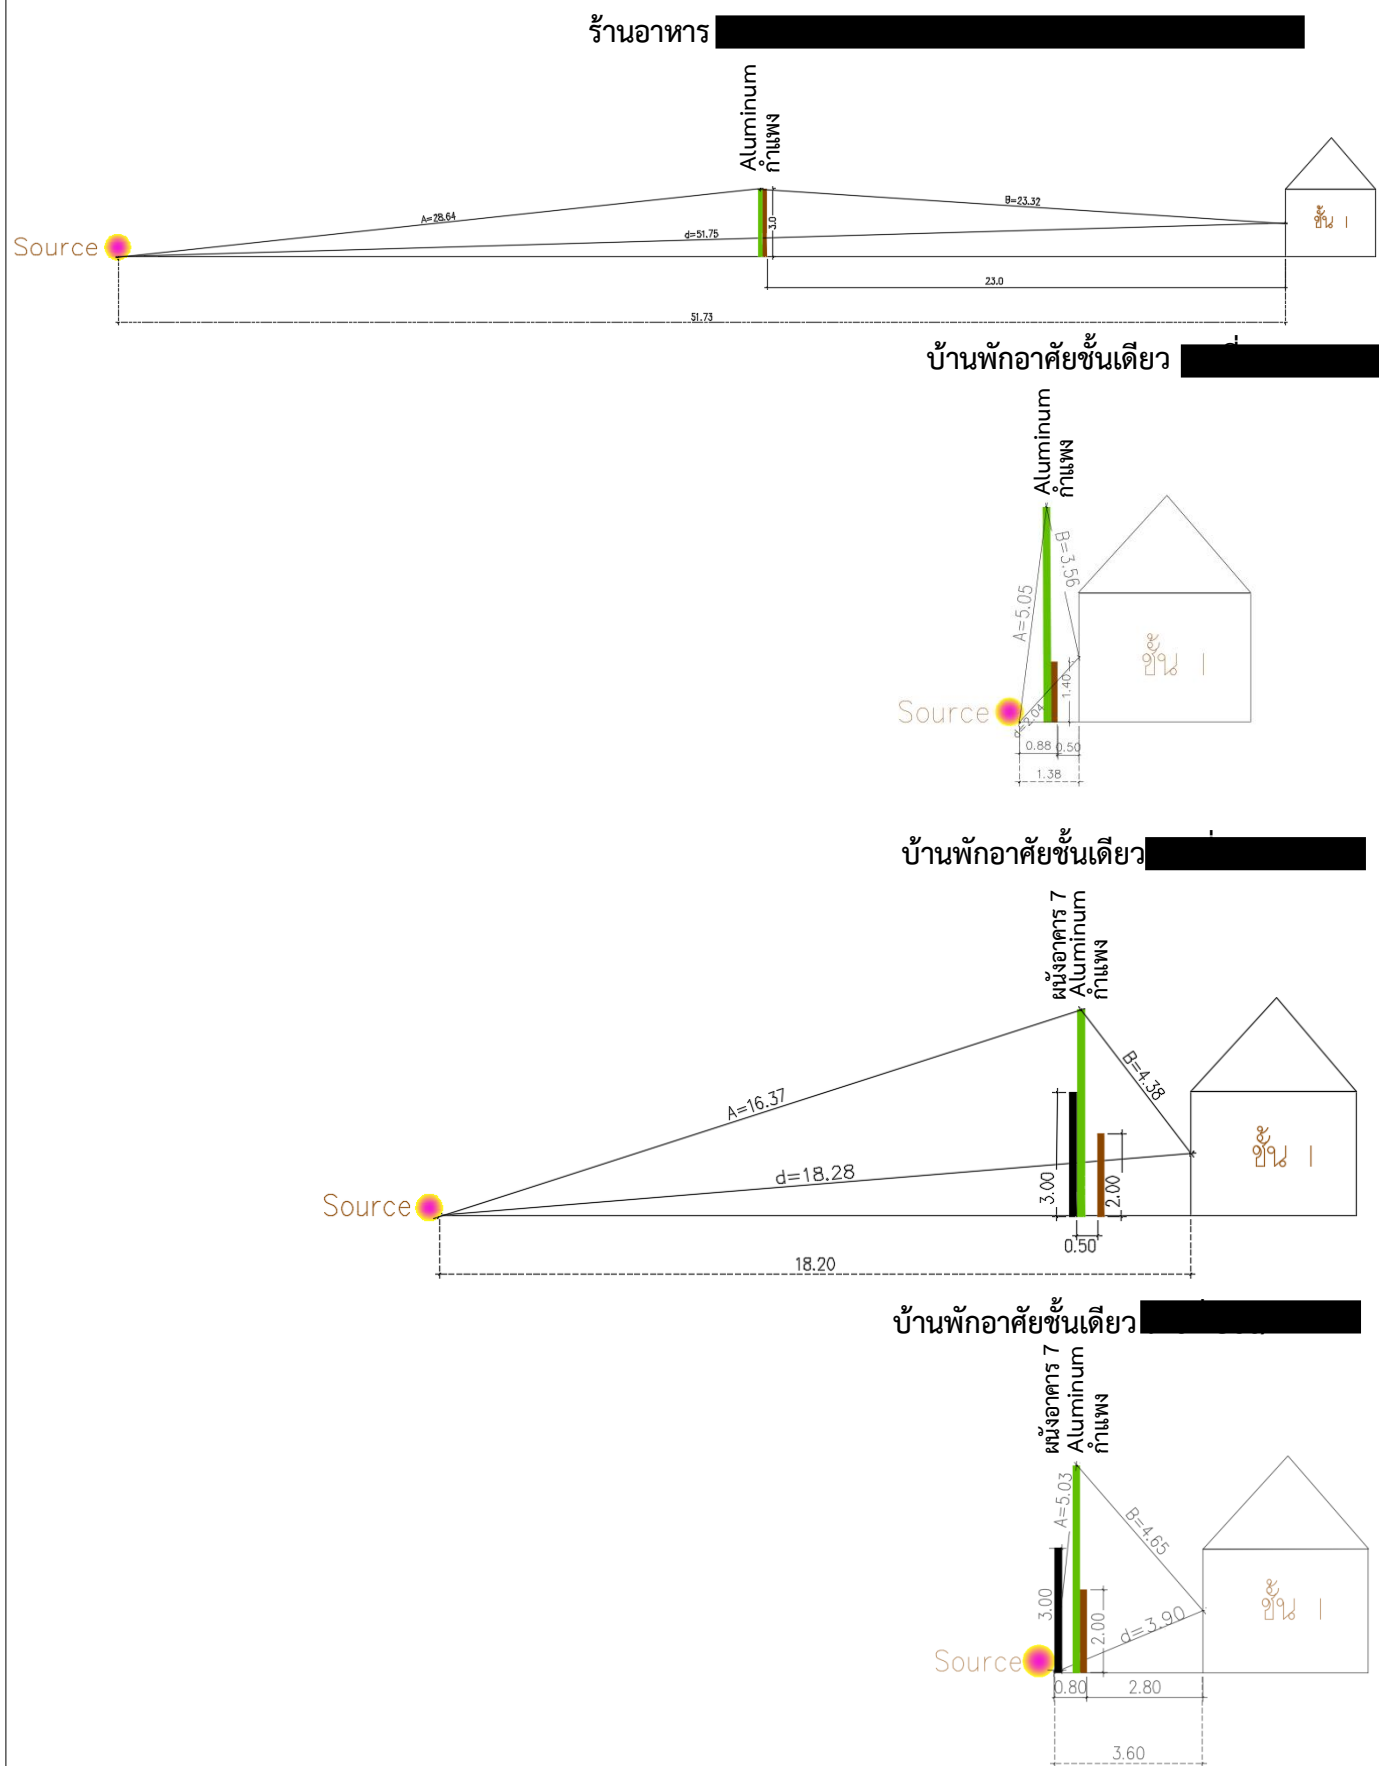 ร้านอาหาร
Aluminum
กำแพง
A=28.64
B=23.32
3.0
d=51.75
Source
ชั้น 1
23.0
51.73
บ้านพักอาศัยชั้นเดียว
Aluminum
กำแพง
B=3.56
A=5.05
ชั้น 1
1.40
Source
d=2.04
0.88
0.50
1.38
บ้านพักอาศัยชั้นเดียว
ผนังอาคาร 7
Aluminum
กำแพง
B=4.38
A=16.37
ชั้น 1
d=18.28
3.00
2.00
Source
0.50
18.20
บ้านพักอาศัยชั้นเดียว
ผนังอาคาร 7
Aluminum
กำแพง
A=5.03
B=4.65
3.00
ชั้น 1
2.00
d=3.90
Source
0.80
2.80
3.60